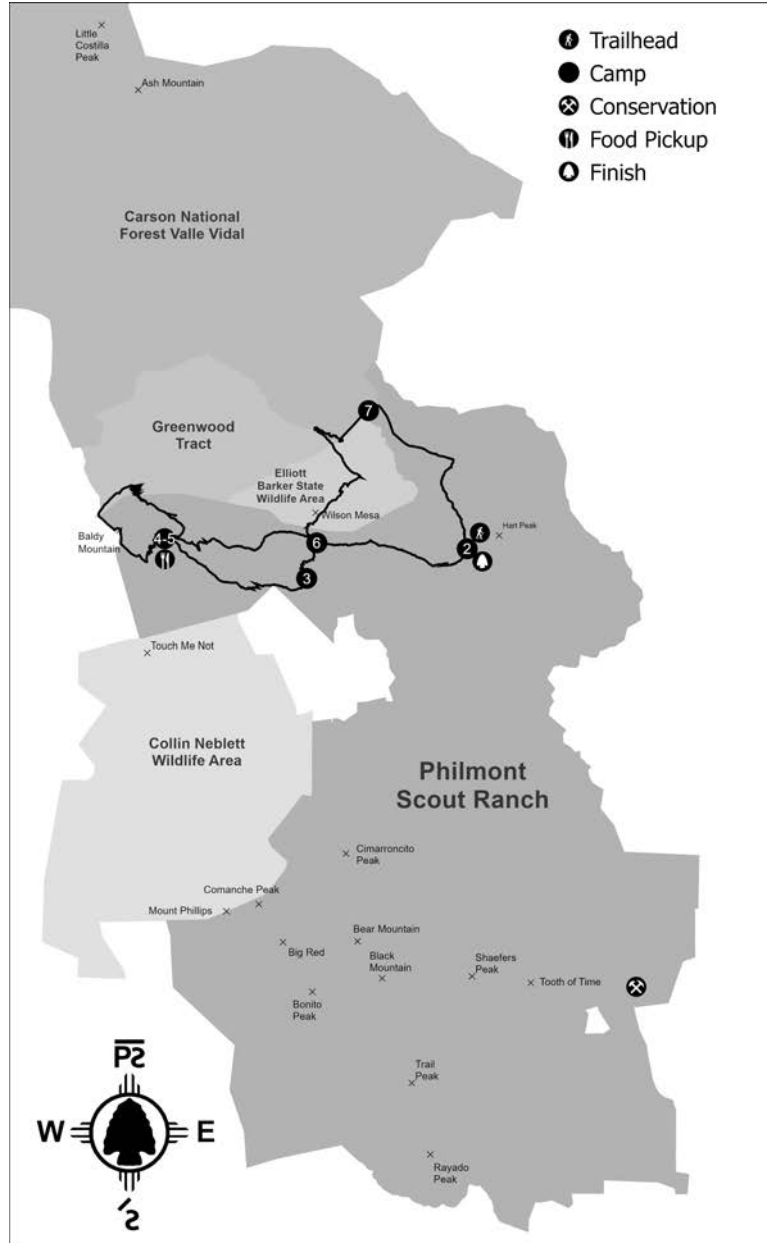 Little
Costilla
Peak
Ash Mountain
Trailhead
Camp
Conservation
Food Pickup
Finish
Carson National
Forest Valle Vidal
7
Greenwood
Tract
Elliott
Barker State
Wildlife Area
Wilson Mesa
Hart Peak
Baldy
Mountain
4-5
6
2
3
Touch Me Not
Collin Neblett
Wildlife Area
Philmont
Scout Ranch
Cimarroncito
Peak
Comanche Peak
Mount Phillips
Bear Mountain
Big Red
Black
Mountain
Shaefers
Peak
Tooth of Time
Bonito
Peak
Trail
Peak
Rayado
Peak
W
E